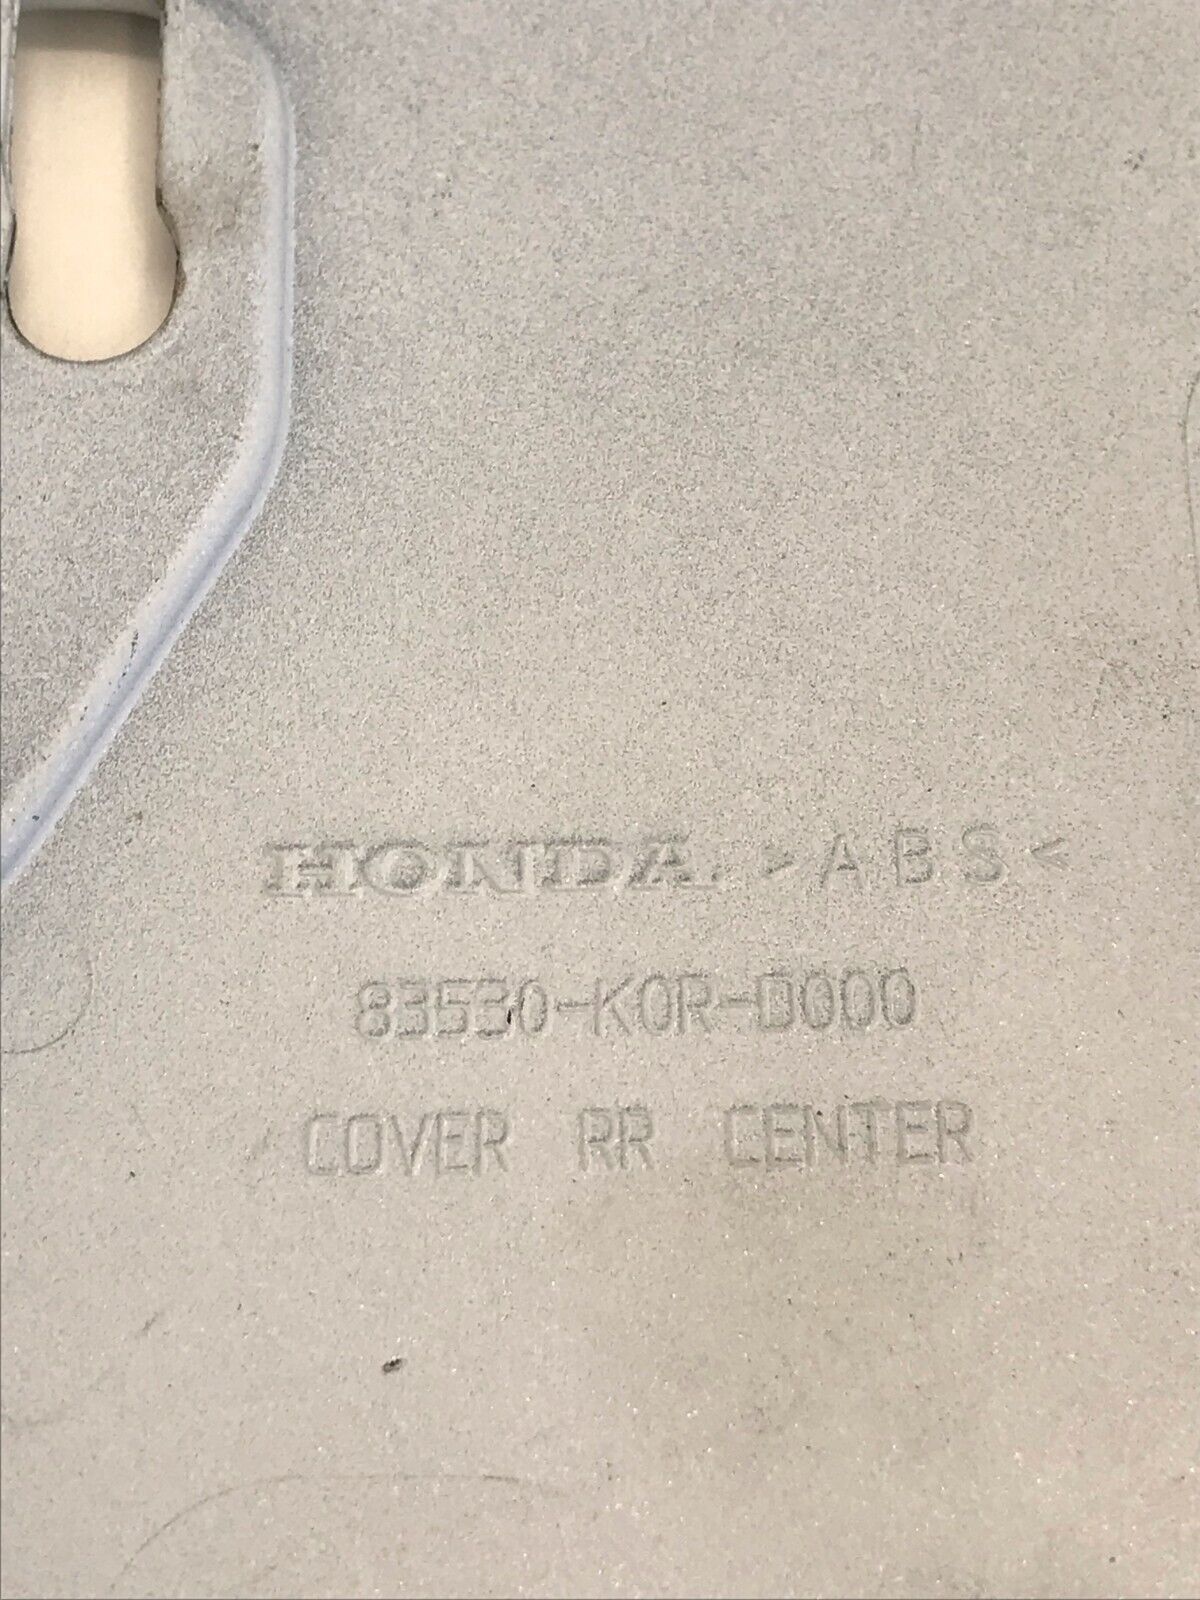 HONDA >ABS<
83530-K0R-D000
COVER RR CENTER